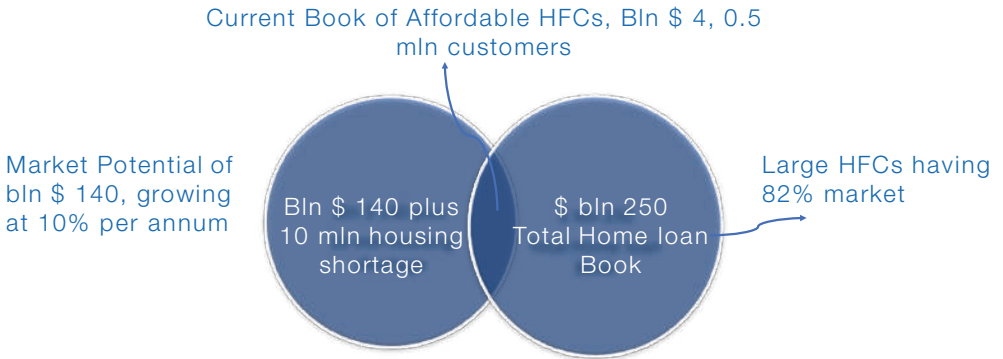 Current Book of Affordable HFCs, Bln $ 4, 0.5
mln customers
Market Potential of
bln $ 140, growing
at 10% per annum
Bln $ 140 plus
10 mln housing
shortage
$ bln 250
Total Home loan
Book
Large HFCs having
82% market